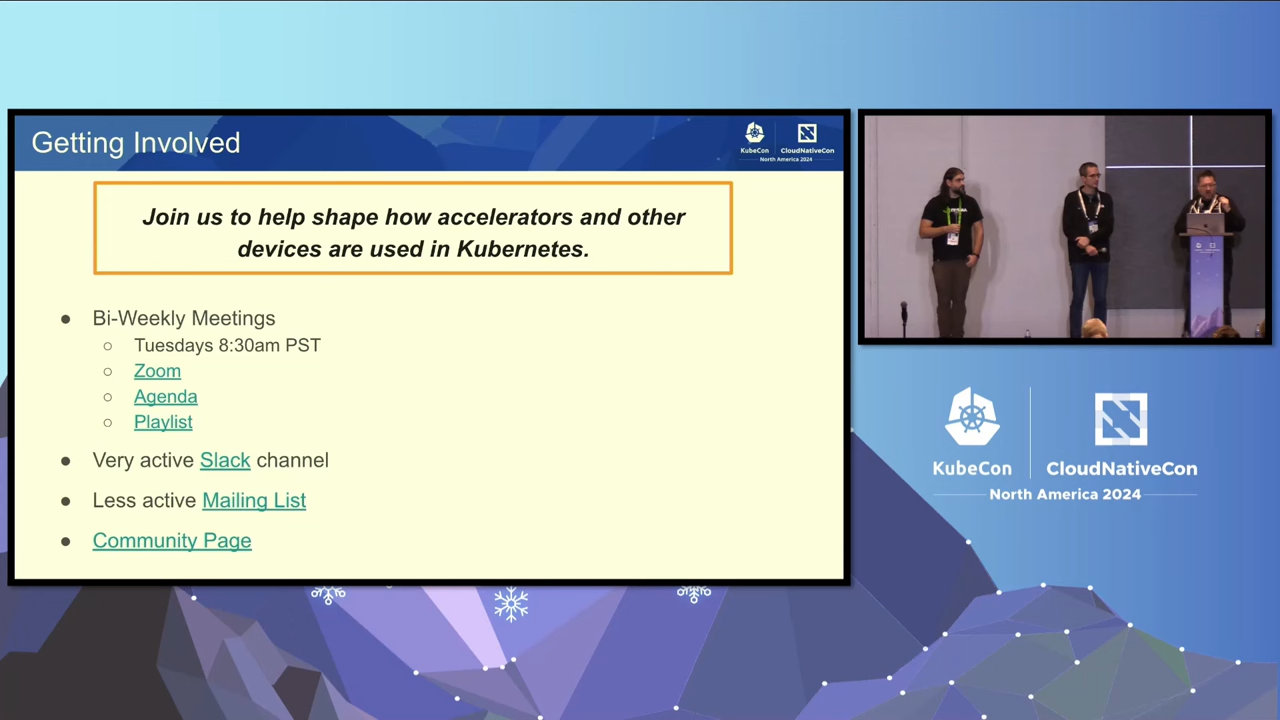 Getting Involved
KubeCon
CloudNativeCon
North America 2024
Join us to help shape how accelerators and other
devices are used in Kubernetes.
● Bi-Weekly Meetings
○ Tuesdays 8:30am PST
○ Zoom
○ Agenda
○ Playlist
● Very active Slack channel
● Less active Mailing List
● Community Page
KubeCon
CloudNativeCon
North America 2024